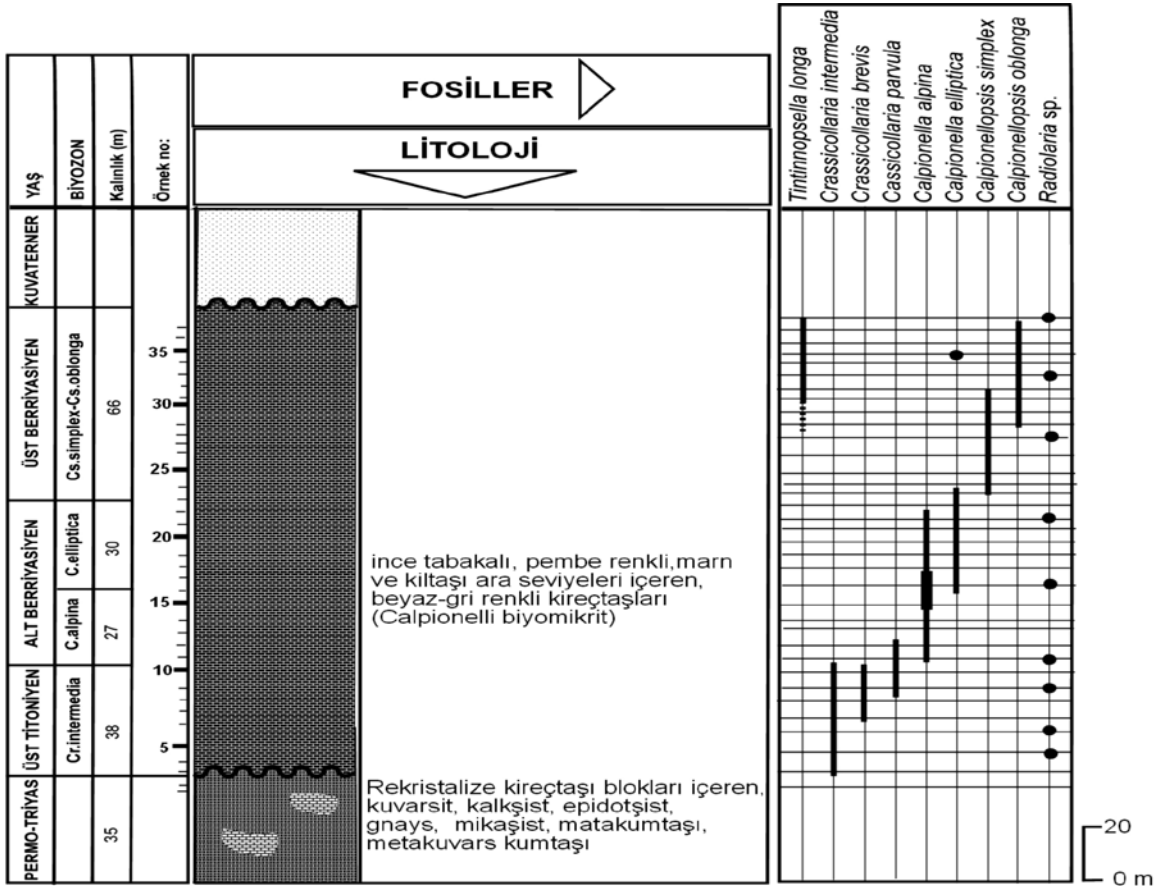 YAŞ
BİYOZON
Kalınlık (m)
Örnek no:
FOSİLLER
LİTOLOJİ
Tintinnopsella longa
Crassicollaria intermedia
Crassicollaria brevis
Cassicollaria parvula
Calpionella alpina
Calpionella elliptica
Calpionellopsis simplex
Calpionellopsis oblonga
Radiolaria sp.
KUVATERNER
ÜST BERRİYASİYEN
Cs.simplex-Cs.oblonga
66
35
30
25
ALT BERRİYASİYEN
C.elliptica
30
20
C.alpina
27
15
ince tabakalı, pembe renkli,marn
ve kiltaşı ara seviyeleri içeren,
beyaz-gri renkli kireçtaşları
(Calpionelli biyomikrit)
ÜST TİTONİYEN
Cr.intermedia
38
10
5
PERMO-TRİYAS
35
Rekristalize kireçtaşı blokları içeren,
kuvarsit, kalkşist, epidotşist,
gnays, mikaşist, matakumtaşı,
metakuvars kumtaşı
20
0 m